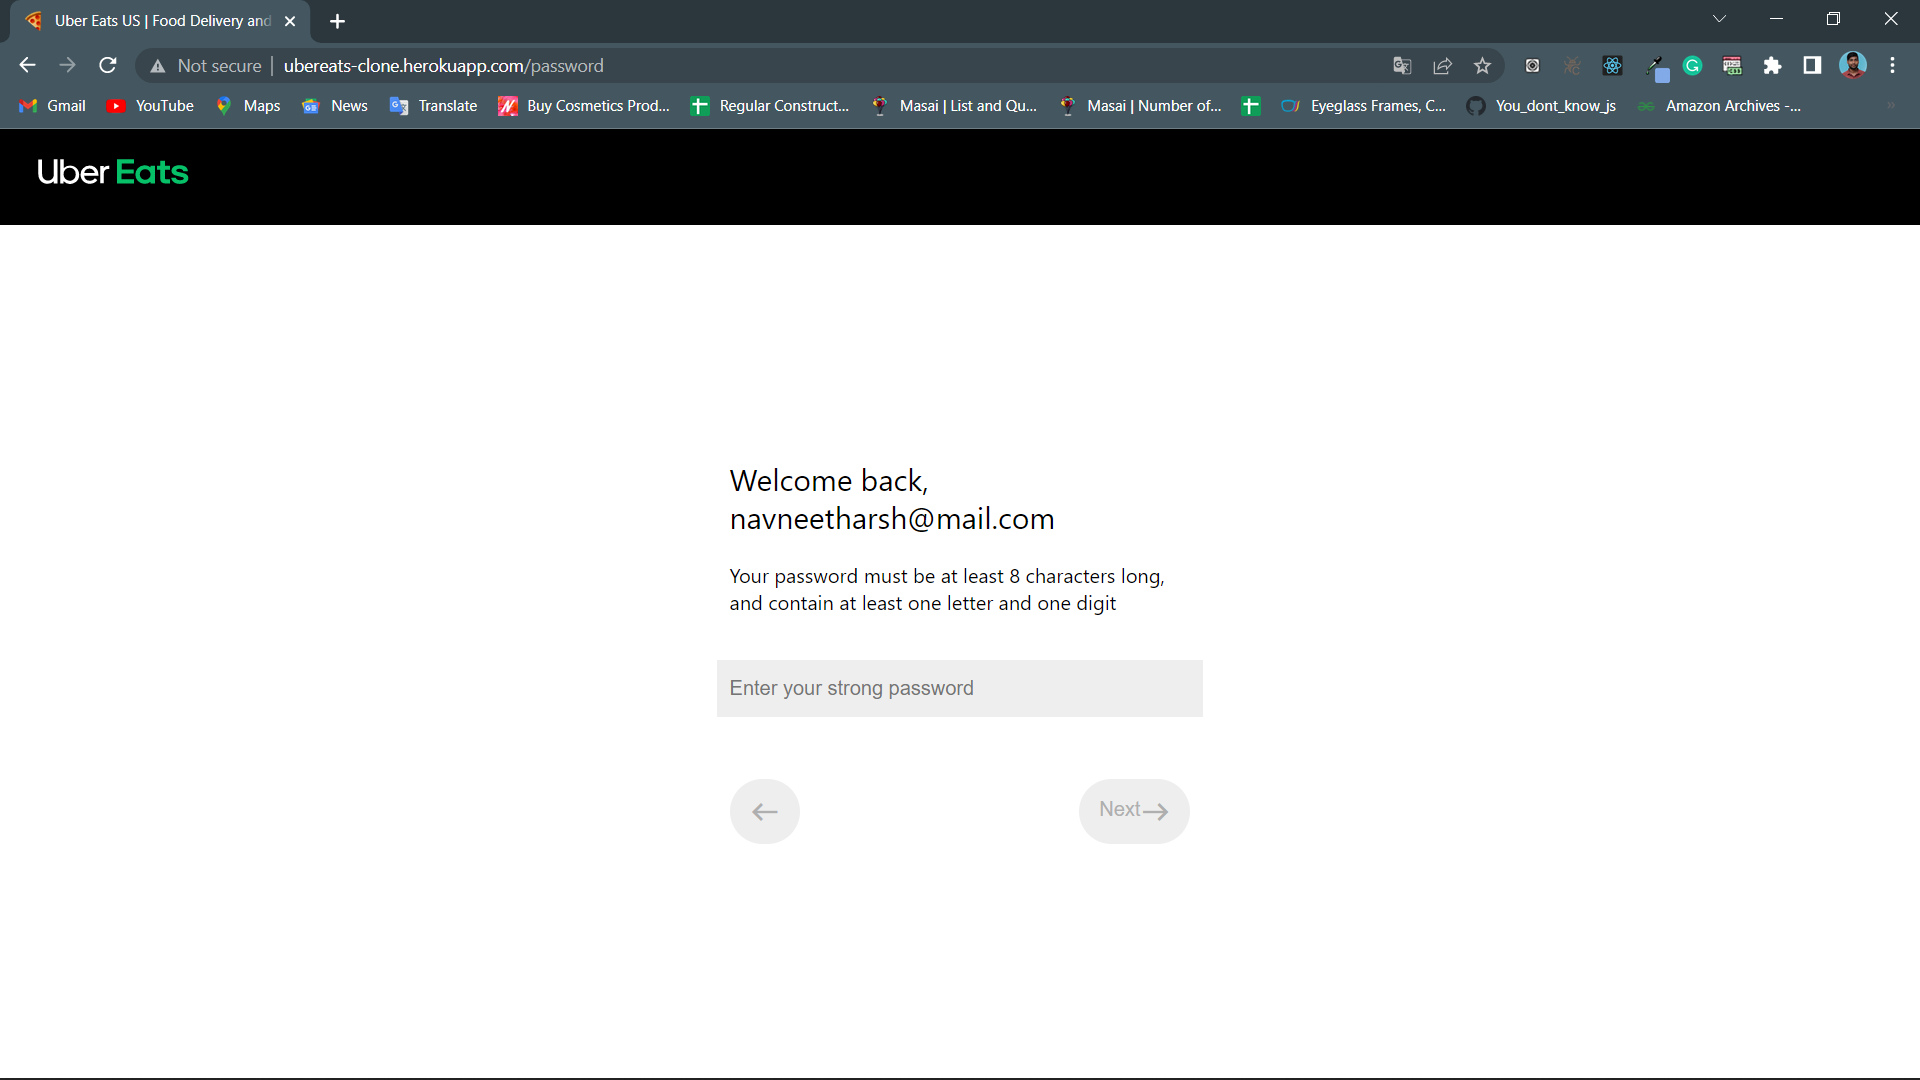 Uber Eats US | Food Delivery and
Not secure | ubereats-clone.herokuapp.com/password
Gmail YouTube Maps News Translate Buy Cosmetics Prod... Regular Construct... Masai | List and Qu... Masai | Number of... Eyeglass Frames, C... You_dont_know_js Amazon Archives -...
Uber Eats
Welcome back,
navneetharsh@mail.com
Your password must be at least 8 characters long,
and contain at least one letter and one digit
Enter your strong password
Next